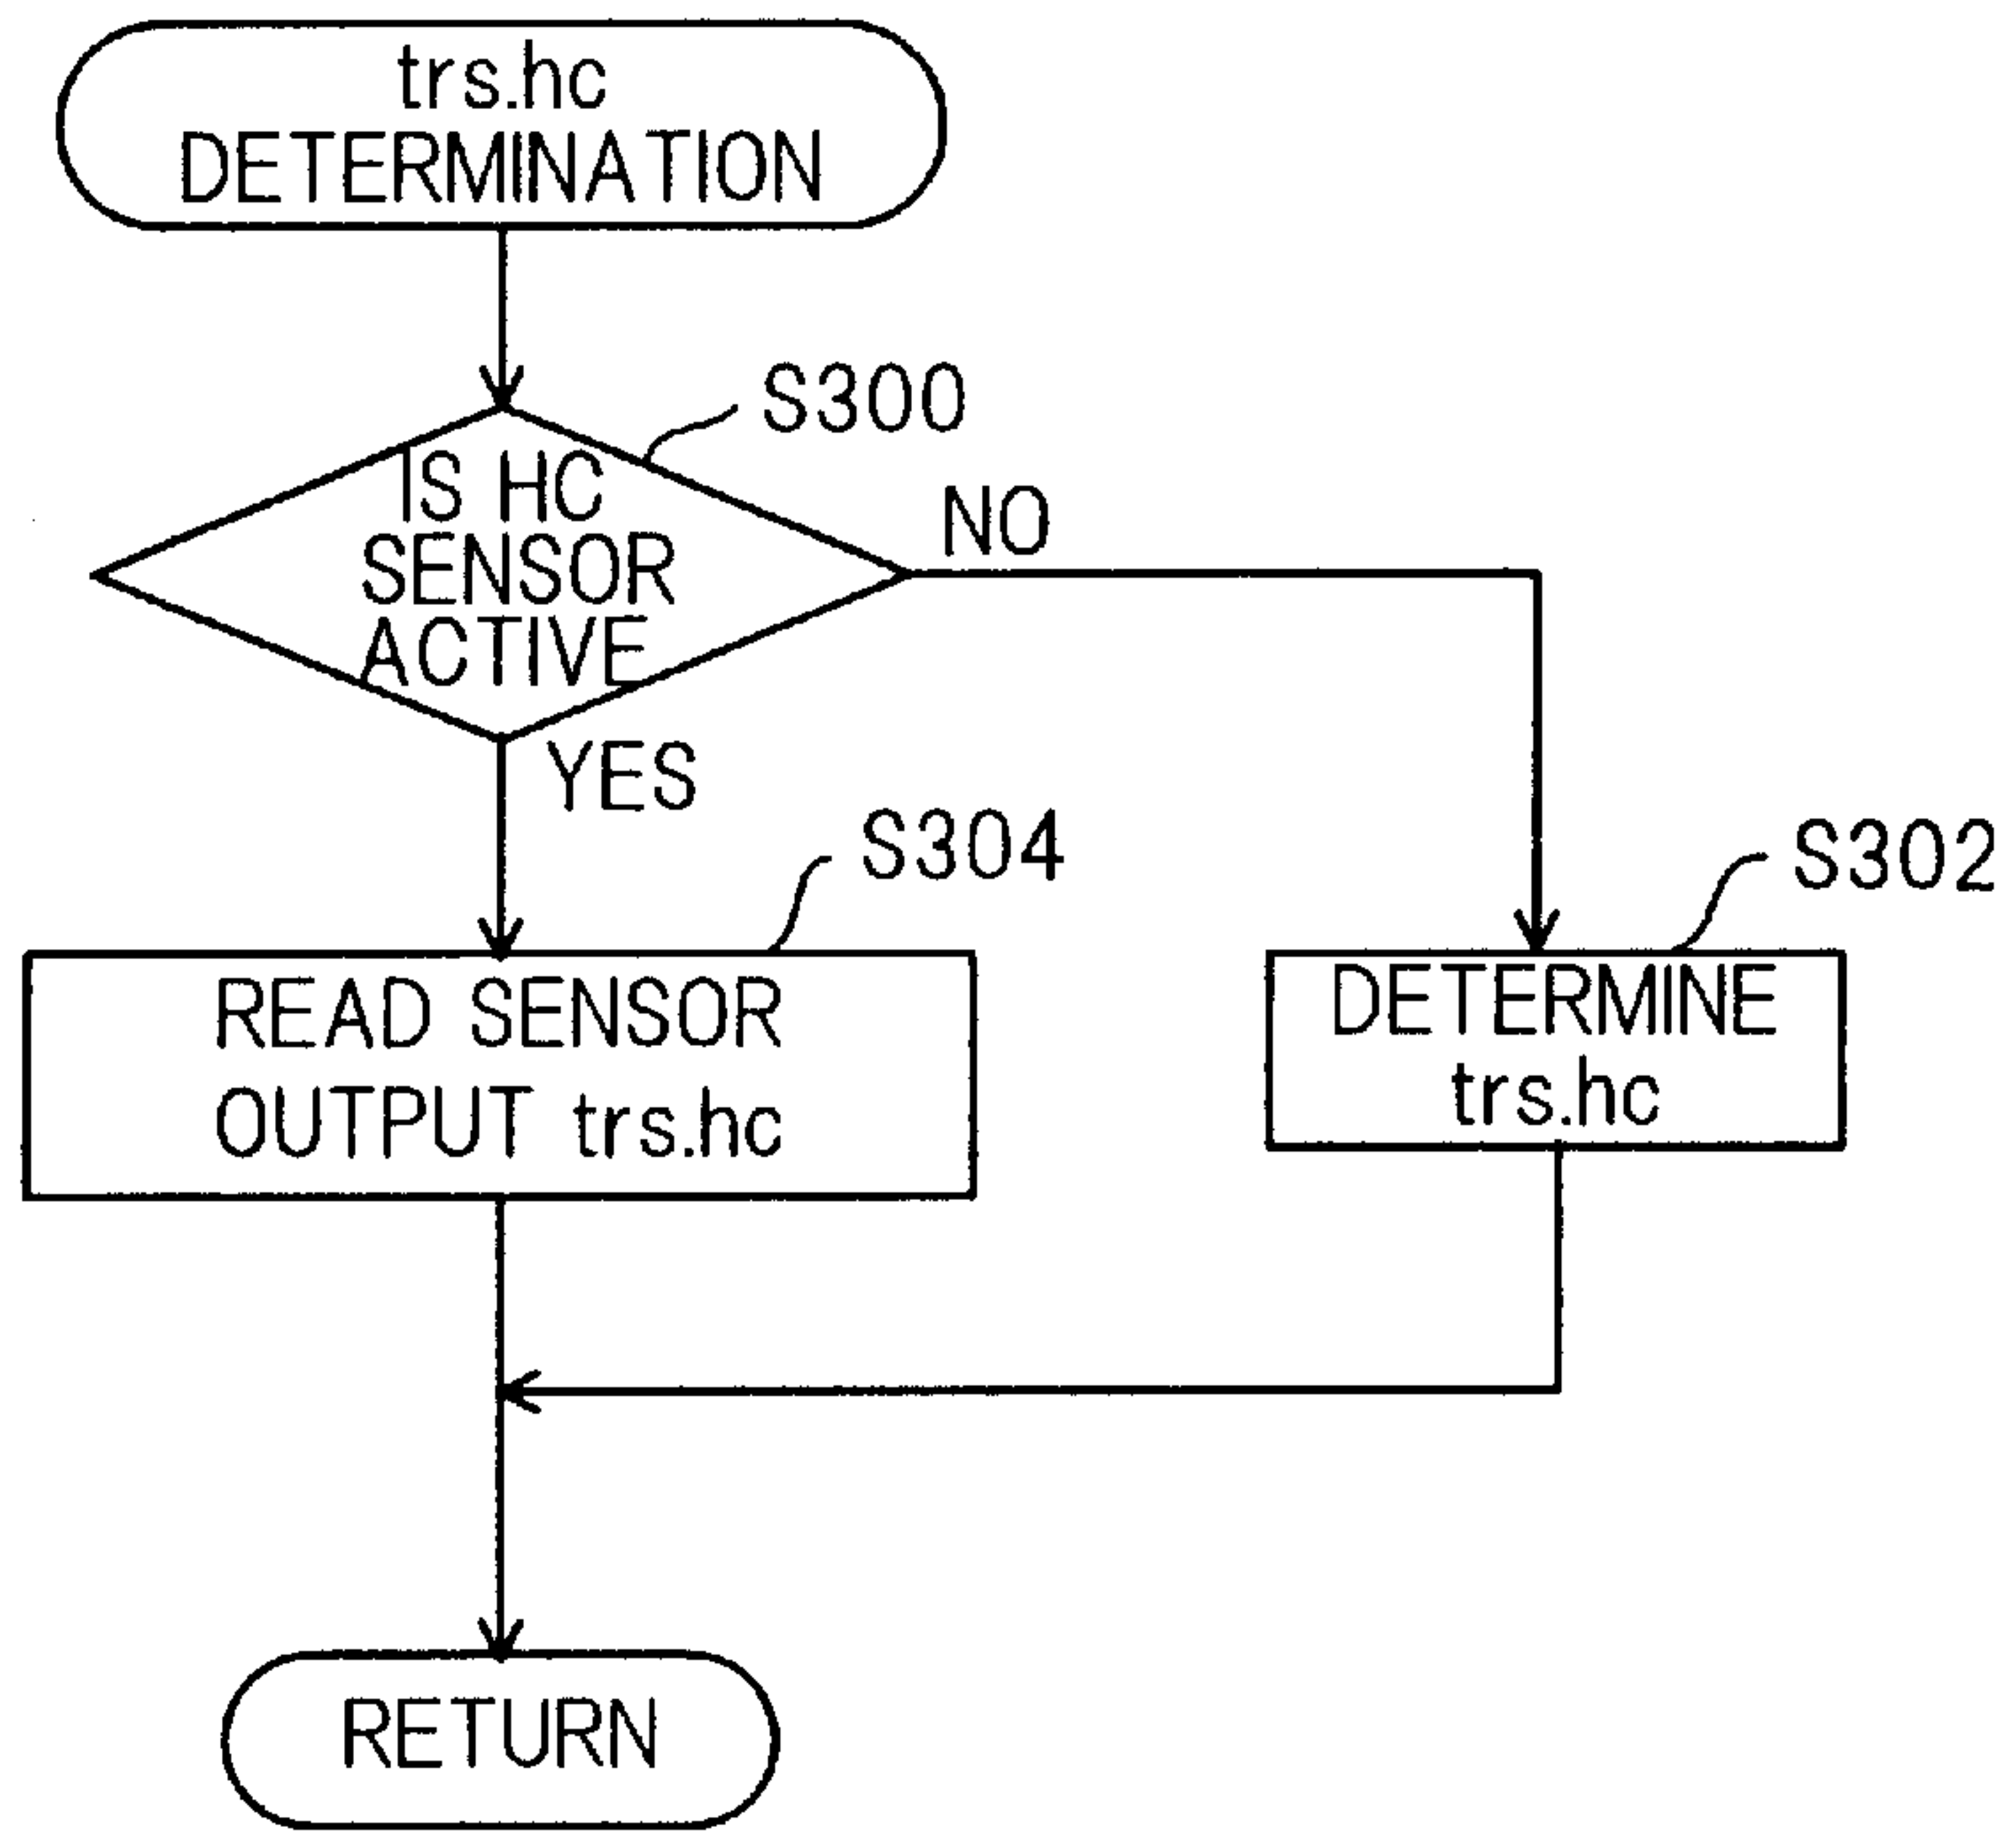 trs.hc
DETERMINATION
S300
IS HC
SENSOR
ACTIVE
NO
YES
S304
READ SENSOR
OUTPUT trs.hc
S302
DETERMINE
trs.hc
RETURN